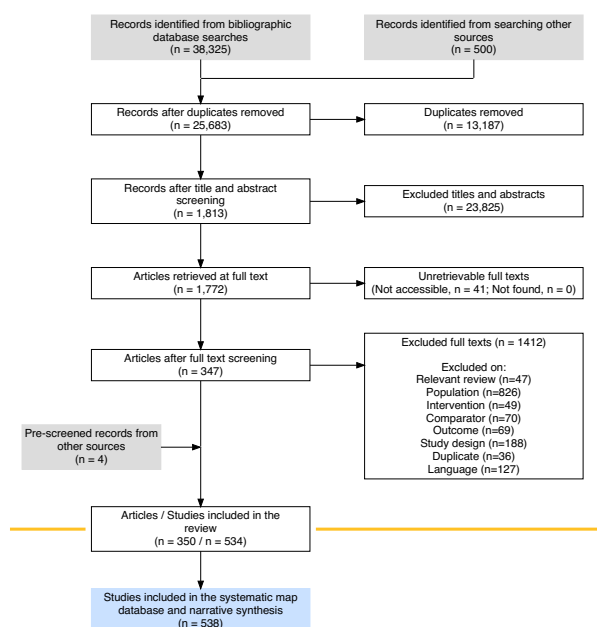 Records identified from bibliographic
database searches
(n = 38,325)
Records identified from searching other
sources
(n = 500)
Records after duplicates removed
(n = 25,683)
Duplicates removed
(n = 13,187)
Records after title and abstract
screening
(n = 1,813)
Excluded titles and abstracts
(n = 23,825)
Articles retrieved at full text
(n = 1,772)
Unretrievable full texts
(Not accessible, n = 41; Not found, n = 0)
Articles after full text screening
(n = 347)
Excluded full texts (n = 1412)
Excluded on:
Relevant review (n=47)
Population (n=826)
Intervention (n=49)
Comparator (n=70)
Outcome (n=69)
Study design (n=188)
Duplicate (n=36)
Language (n=127)
Pre-screened records from
other sources
(n = 4)
Articles / Studies included in the
review
(n = 350 / n = 534)
Studies included in the systematic map
database and narrative synthesis
(n = 538)